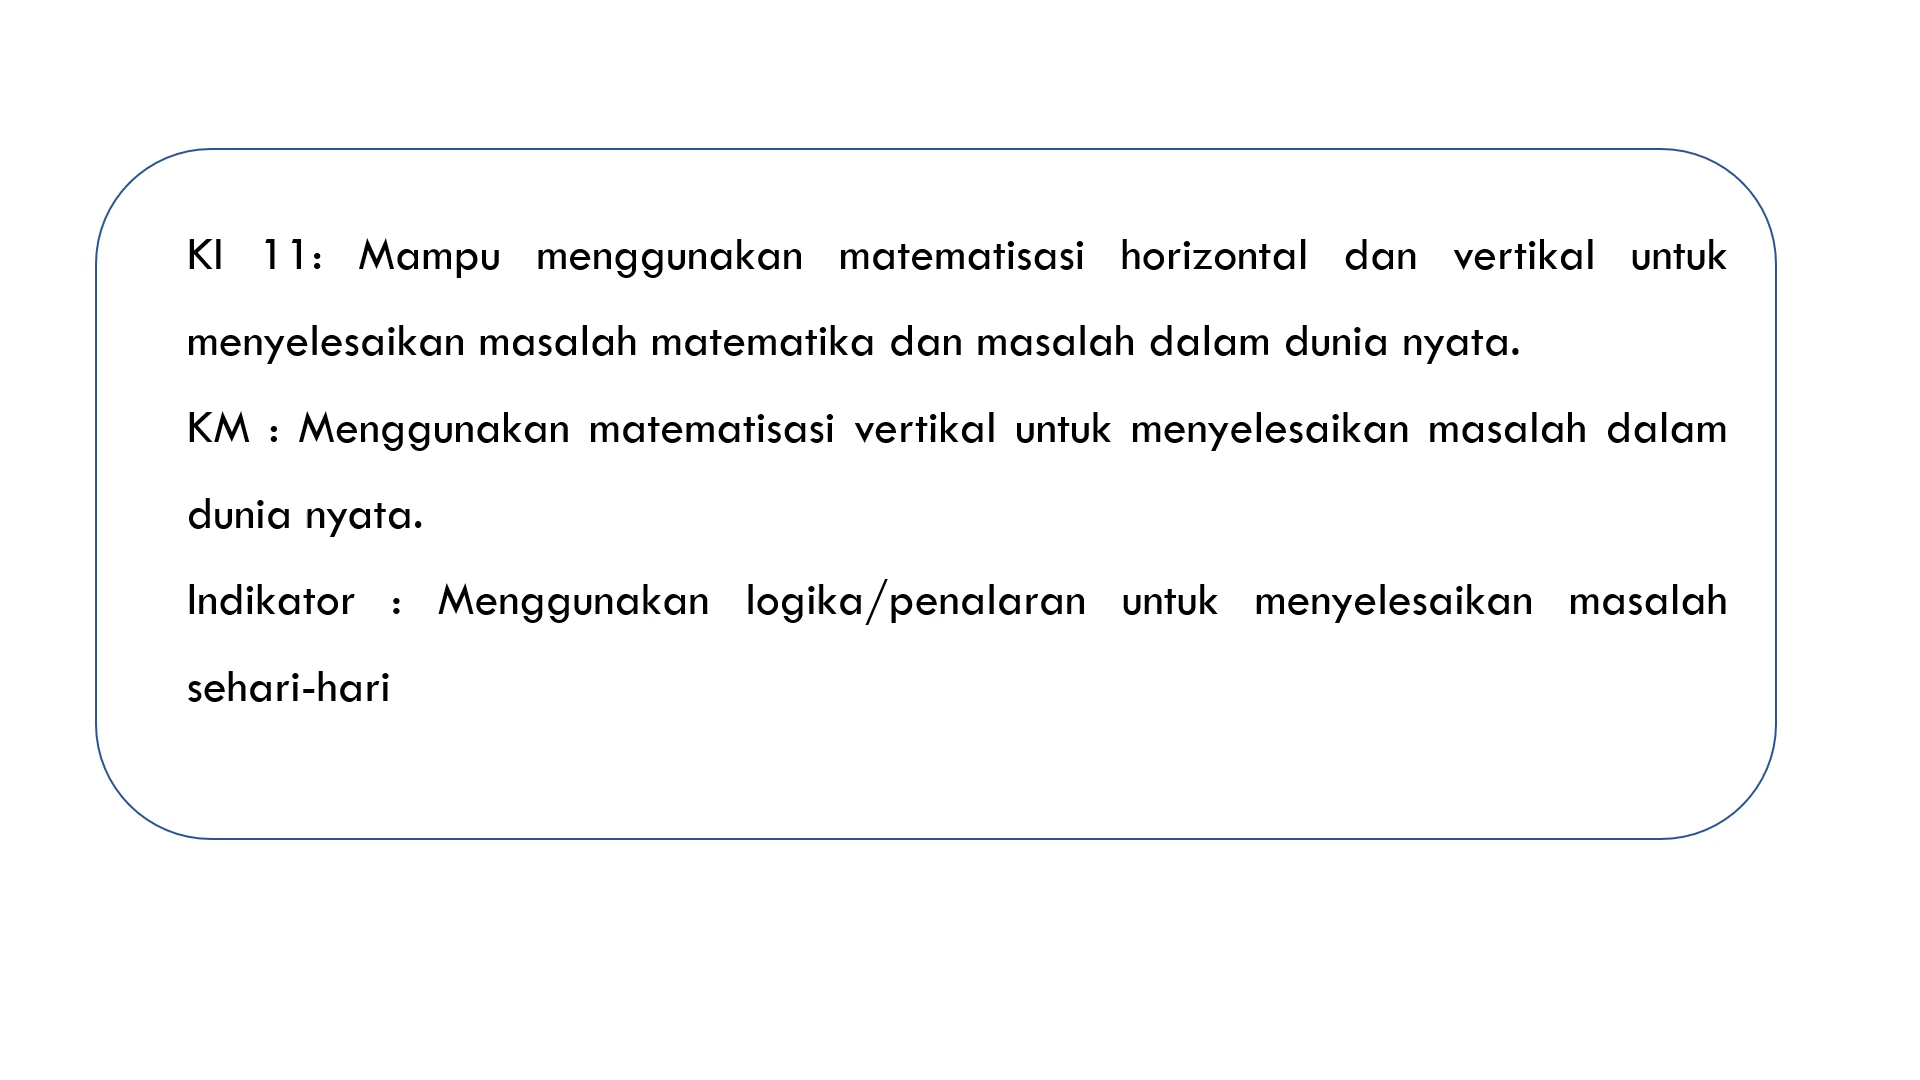 KI 11: Mampu menggunakan matematisasi horizontal dan vertikal untuk
menyelesaikan masalah matematika dan masalah dalam dunia nyata.
KM : Menggunakan matematisasi vertikal untuk menyelesaikan masalah dalam
dunia nyata.
Indikator : Menggunakan logika/penalaran untuk menyelesaikan masalah
sehari-hari